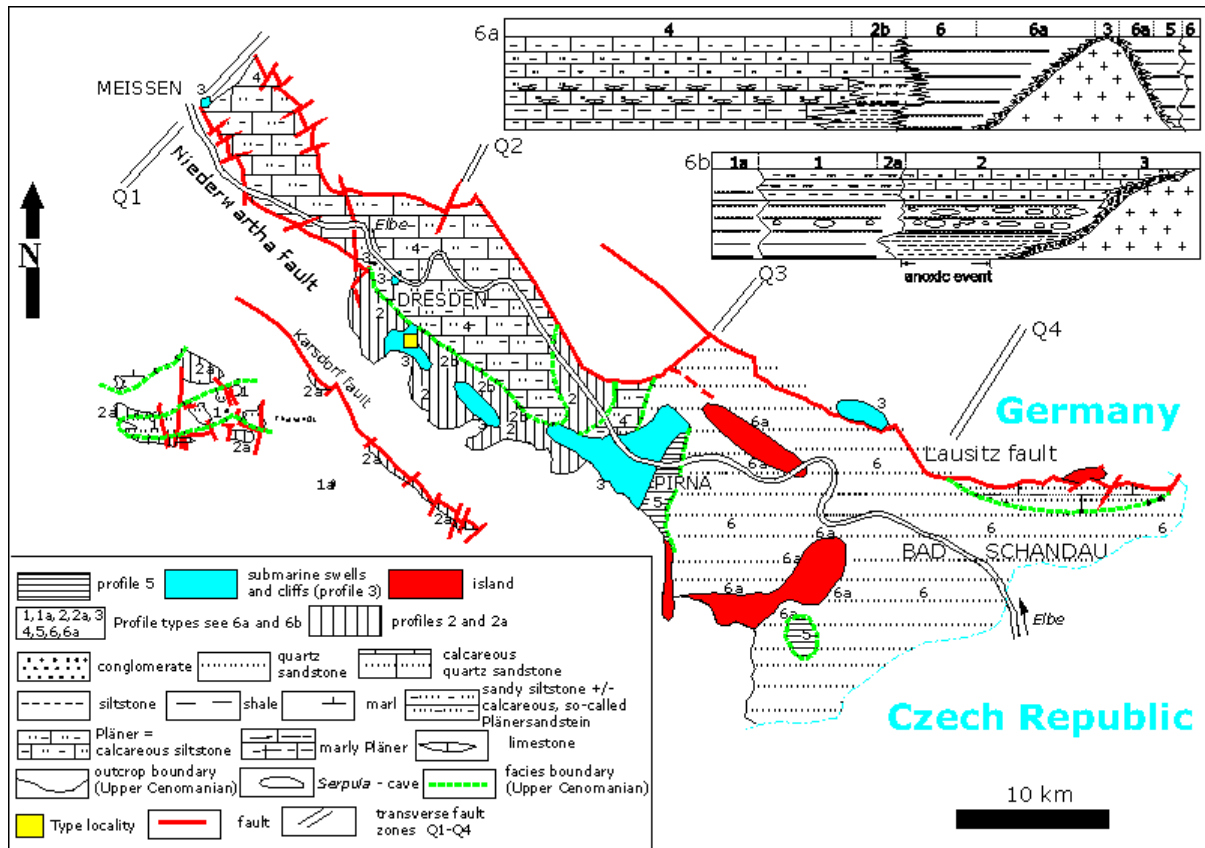 6a
4
2b
6
6a
3
6a
5
6
6b
1a
1
2a
2
3
anoxic event
MEISSEN
3
4
Q1
Q2
Niederwartha fault
Elbe
4
3
3
DRESDEN
2
2
4
3
2b
2b
2
2
2b
2
2
4
Karsdorf fault
2a
2a
2a
1a
2a
2a
1
1
1
1
2a
Q3
Q4
Germany
3
Lausitz fault
6a
6a
6
6
PIRNA
3
5
6
6
6
6
BAD SCHANDAU
6a
6a
6a
6a
6
5
Elbe
Czech Republic
10 km
N
profile 5
submarine swells
and cliffs (profile 3)
island
1,1a,2,2a,3
4,5,6,6a
Profile types see 6a and 6b
profiles 2 and 2a
conglomerate
quartz
sandstone
calcareous
quartz sandstone
siltstone
shale
marl
sandy siltstone +/-
calcareous, so-called
Plänersandstein
Pläner =
calcareous siltstone
marly Pläner
limestone
outcrop boundary
(Upper Cenomanian)
Serpula - cave
facies boundary
(Upper Cenomanian)
Type locality
fault
transverse fault
zones Q1-Q4